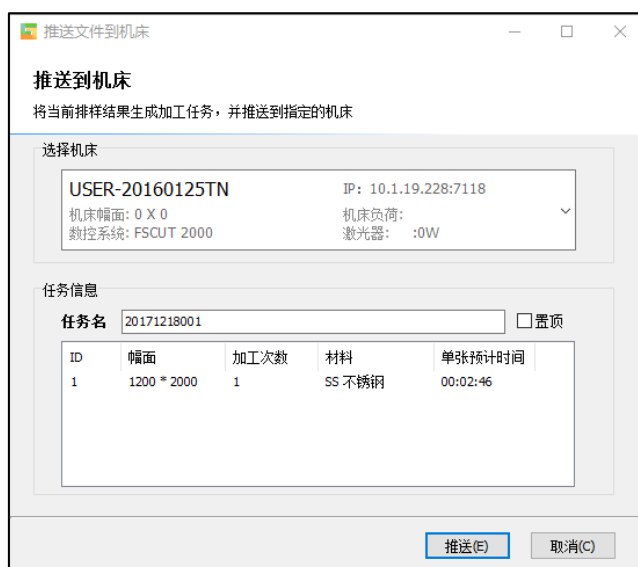 推送文件到机床
推送到机床
将当前排样结果生成加工任务，并推送到指定的机床
选择机床
USER-20160125TN IP: 10.1.19.228:7118
机床幅面: 0 X 0 机床负荷:
数控系统: FSCUT 2000 激光器: :0W
任务信息
任务名 20171218001 置顶
ID 幅面 加工次数 材料 单张预计时间
1 1200 * 2000 1 SS 不锈钢 00:02:46
推送(E) 取消(C)